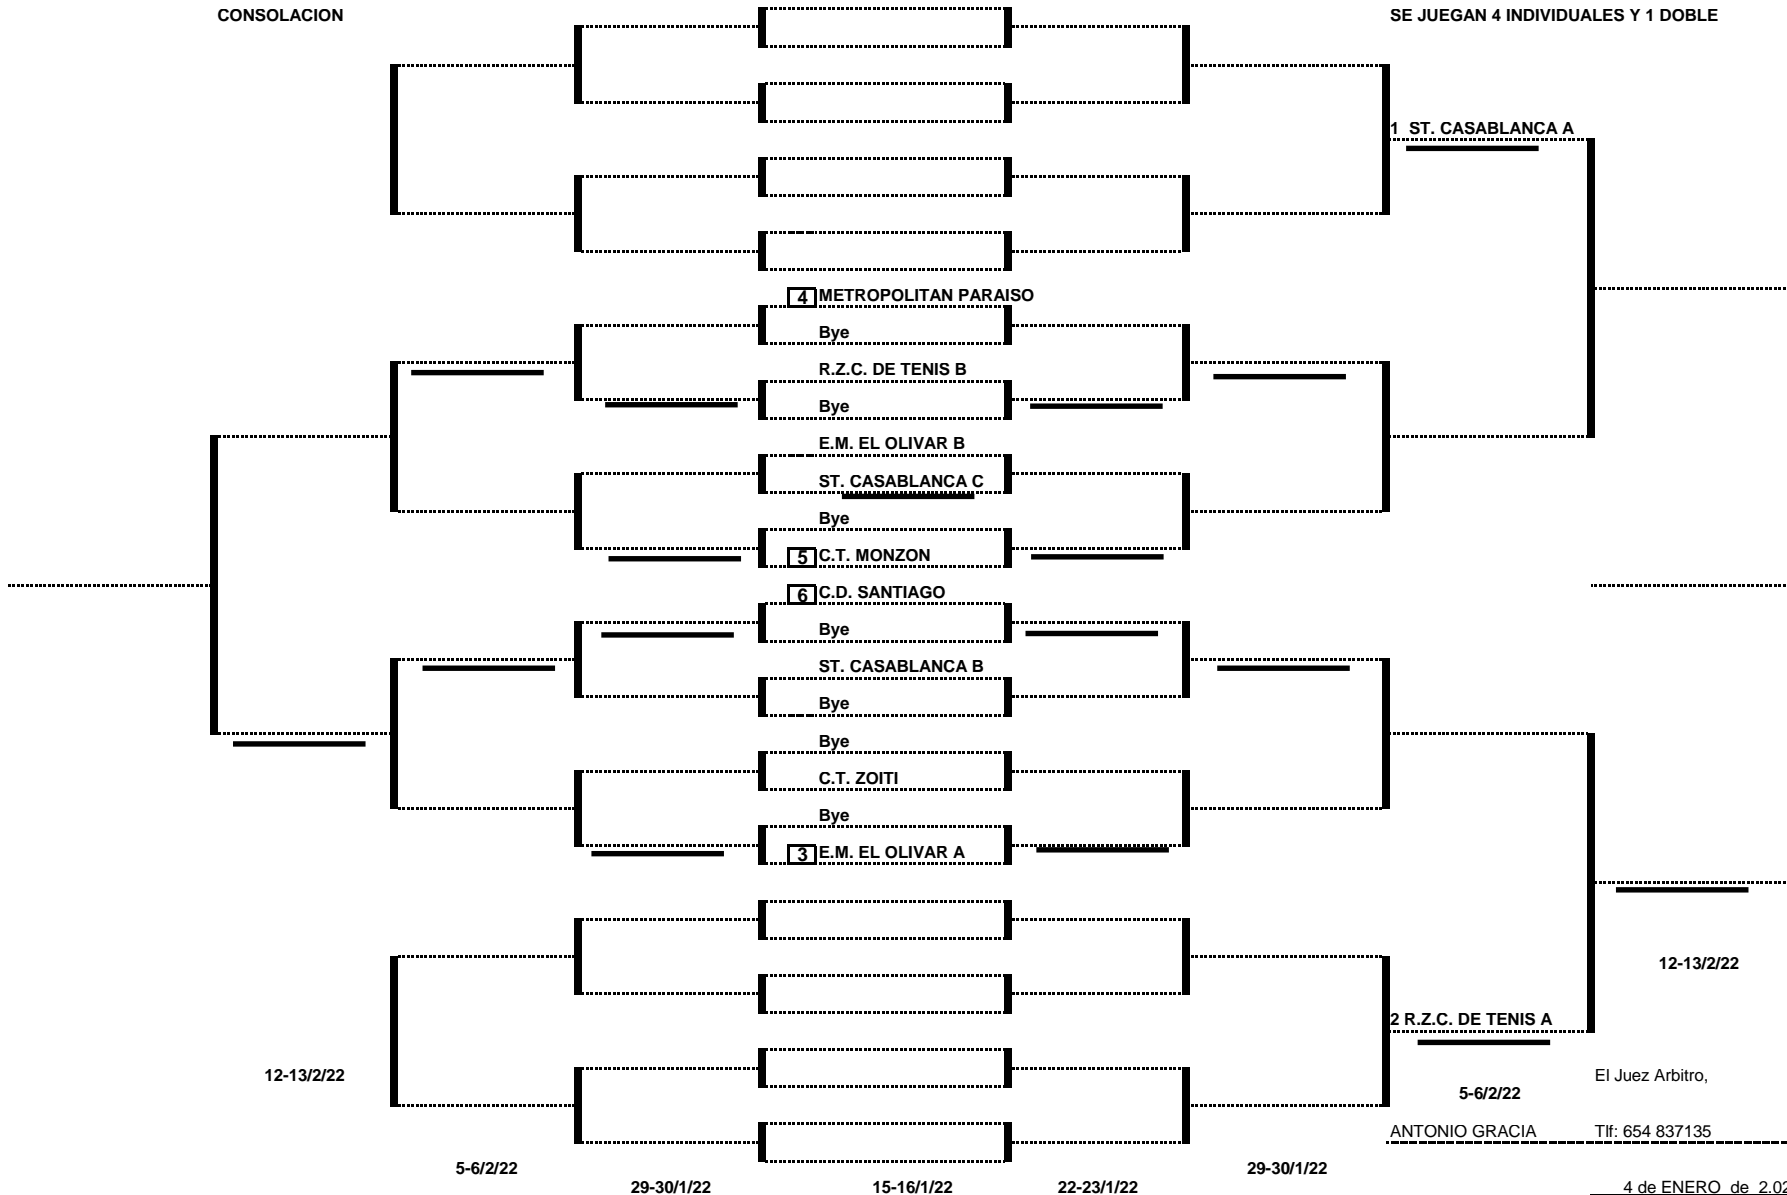 CONSOLACION
SE JUEGAN 4 INDIVIDUALES Y 1 DOBLE
1 ST. CASABLANCA A
4 METROPOLITAN PARAISO
Bye
R.Z.C. DE TENIS B
Bye
E.M. EL OLIVAR B
ST. CASABLANCA C
Bye
5 C.T. MONZON
6 C.D. SANTIAGO
Bye
ST. CASABLANCA B
Bye
Bye
C.T. ZOITI
Bye
3 E.M. EL OLIVAR A
12-13/2/22
2 R.Z.C. DE TENIS A
12-13/2/22
El Juez Arbitro,
5-6/2/22
ANTONIO GRACIA
Tlf: 654 837135
5-6/2/22
29-30/1/22
29-30/1/22
15-16/1/22
22-23/1/22
4 de ENERO de